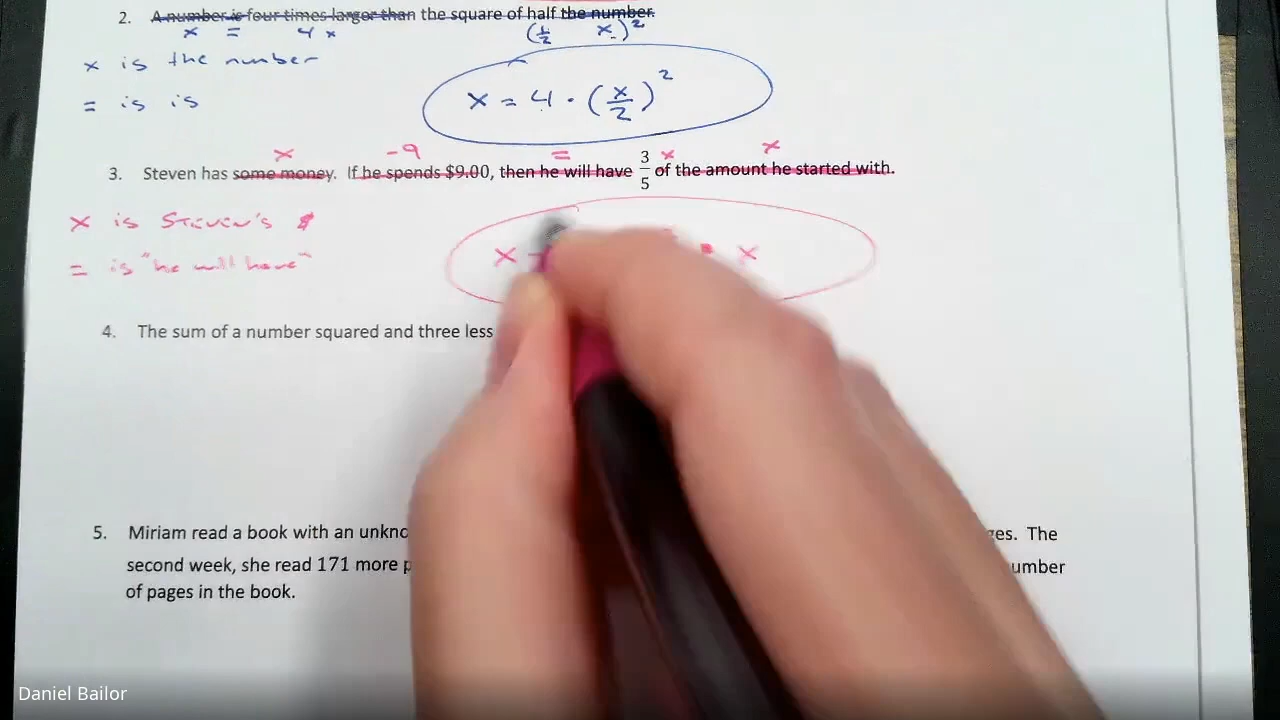 2. A number is four times larger than the square of half the number.
x = 4 x (1/2 x)²
x is the number
= is is
x = 4 · (x/2)²
x -9 = x x
3. Steven has some money. If he spends $9.00, then he will have 3/5 of the amount he started with.
x is STEVEN'S $
= is "he will have"
x - · x
4. The sum of a number squared and three less
5. Miriam read a book with an The
second week, she read 171 more
of pages in the book.
Daniel Bailor